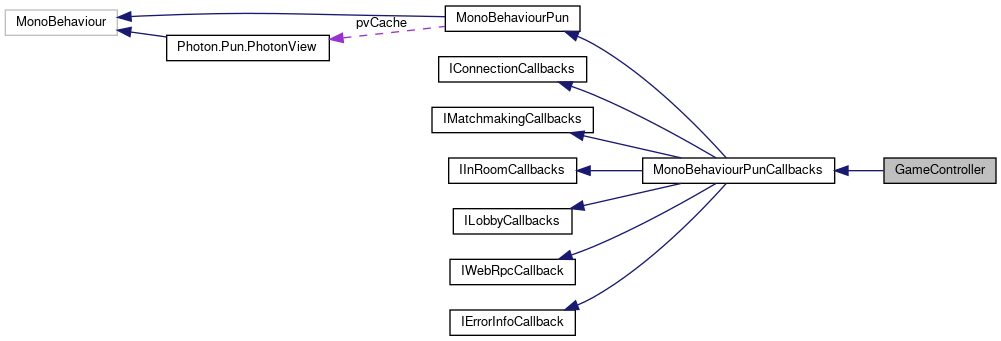 MonoBehaviour
pvCache
MonoBehaviourPun
Photon.Pun.PhotonView
IConnectionCallbacks
IMatchmakingCallbacks
IInRoomCallbacks
MonoBehaviourPunCallbacks
GameController
ILobbyCallbacks
IWebRpcCallback
IErrorInfoCallback